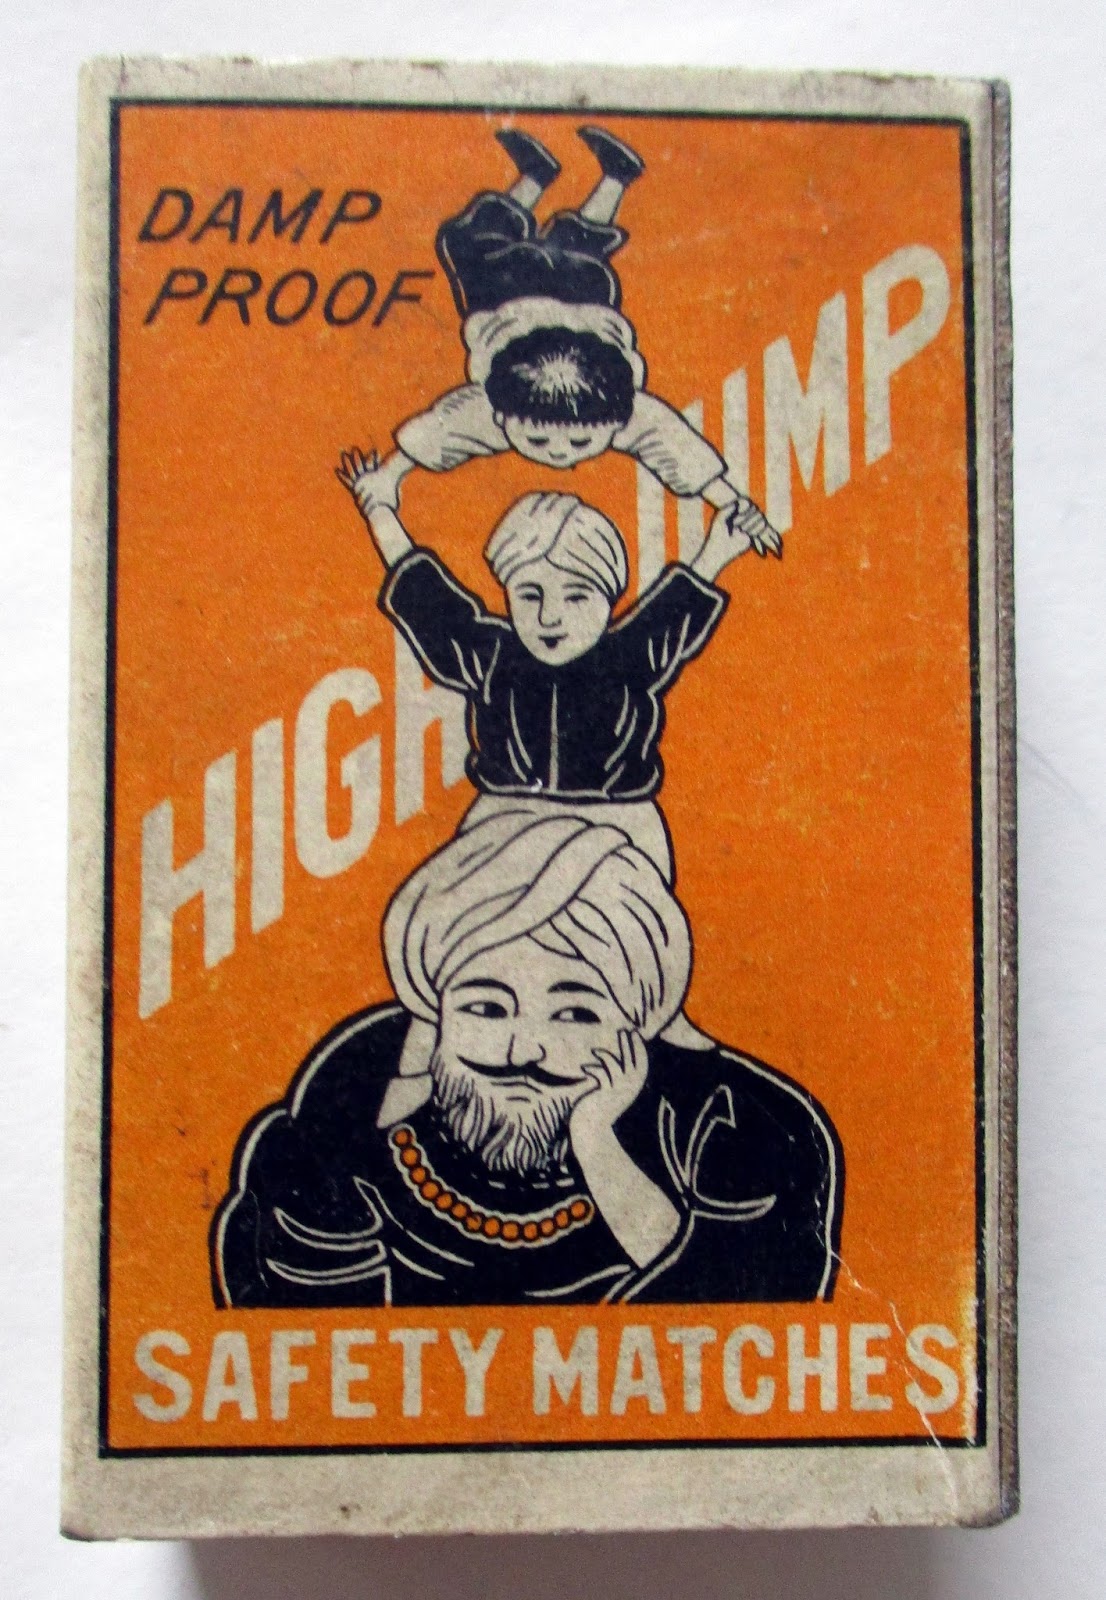 DAMP
PROOF
HIGH JUMP
SAFETY MATCHES